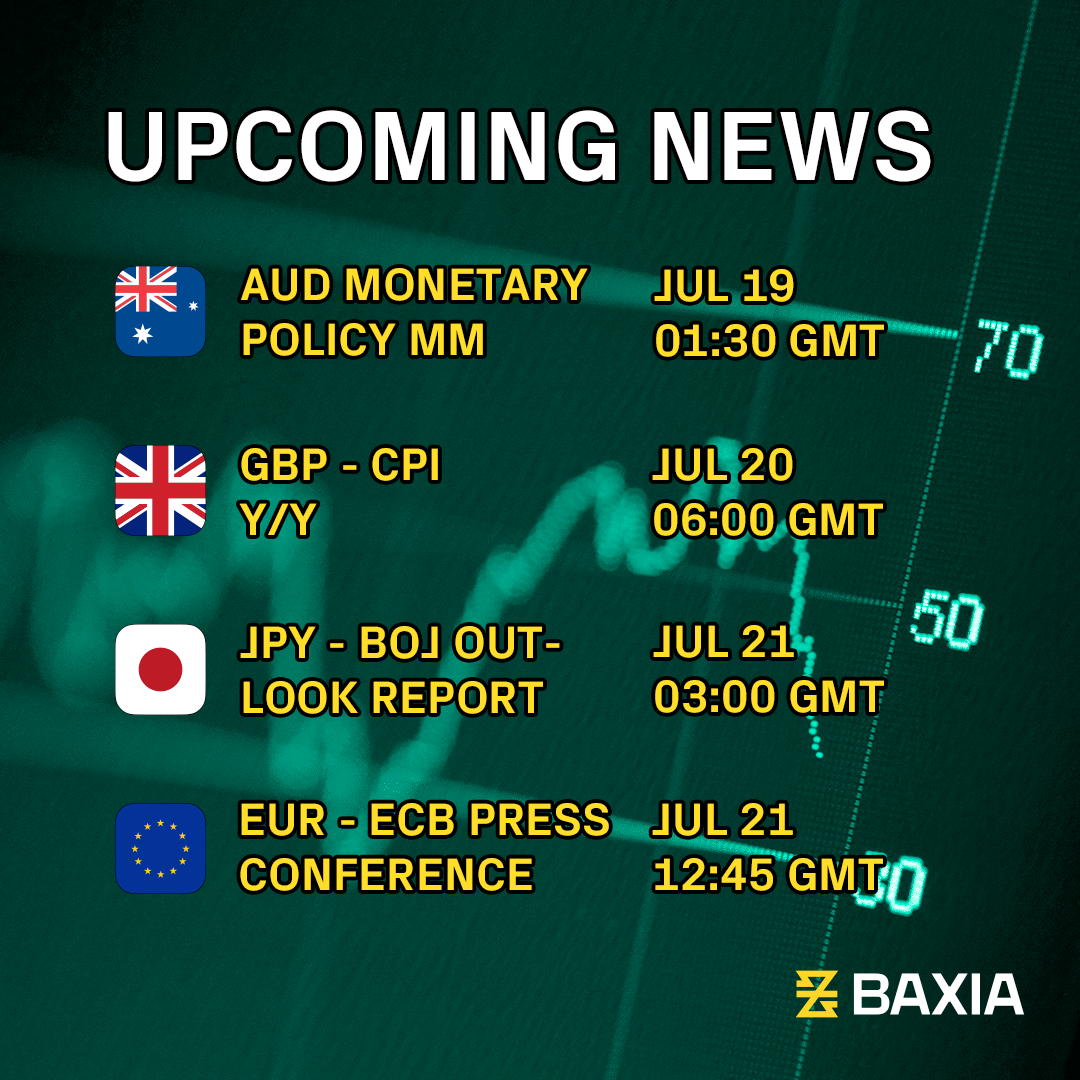 UPCOMING NEWS
AUD MONETARY
POLICY MM
JUL 19
01:30 GMT
70
GBP - CPI
Y/Y
JUL 20
06:00 GMT
50
JPY - BOJ OUT-
LOOK REPORT
JUL 21
03:00 GMT
EUR - ECB PRESS
CONFERENCE
JUL 21
12:45 GMT
30
BAXIA